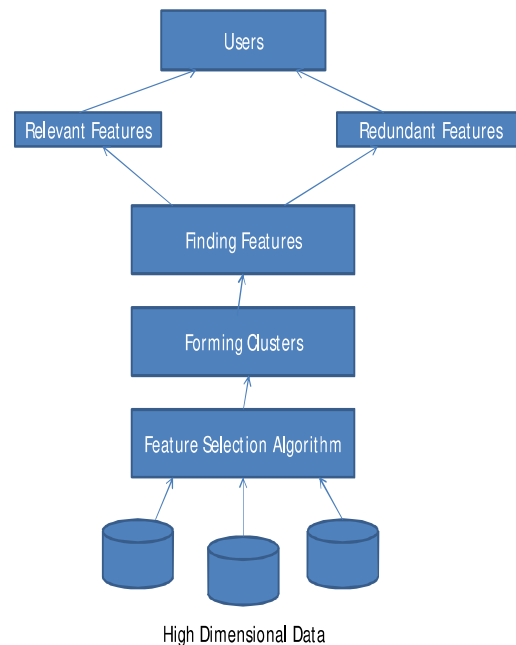 Users
Relevant Features
Redundant Features
Finding Features
Forming Clusters
Feature Selection Algorithm
High Dimensional Data